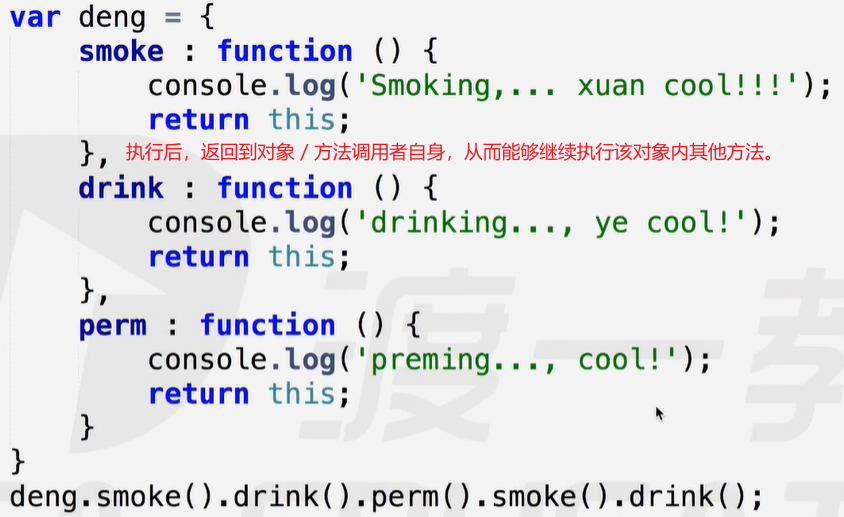 var deng = {
smoke : function () {
console.log('Smoking,... xuan cool!!!');
return this;
}, 执行后，返回到对象 / 方法调用者自身，从而能够继续执行该对象内其他方法。
drink : function () {
console.log('drinking..., ye cool!');
return this;
},
perm : function () {
console.log('preming..., cool!');
return this;
}
}
deng.smoke().drink().perm().smoke().drink();
渡一教